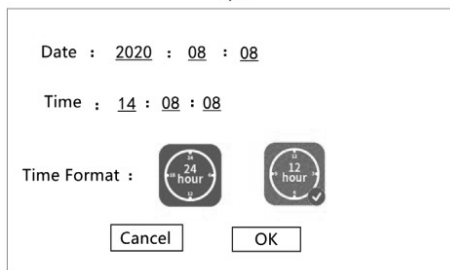 Date : 2020 : 08 : 08
Time : 14 : 08 : 08
Time Format : 24 hour 12 hour
Cancel OK